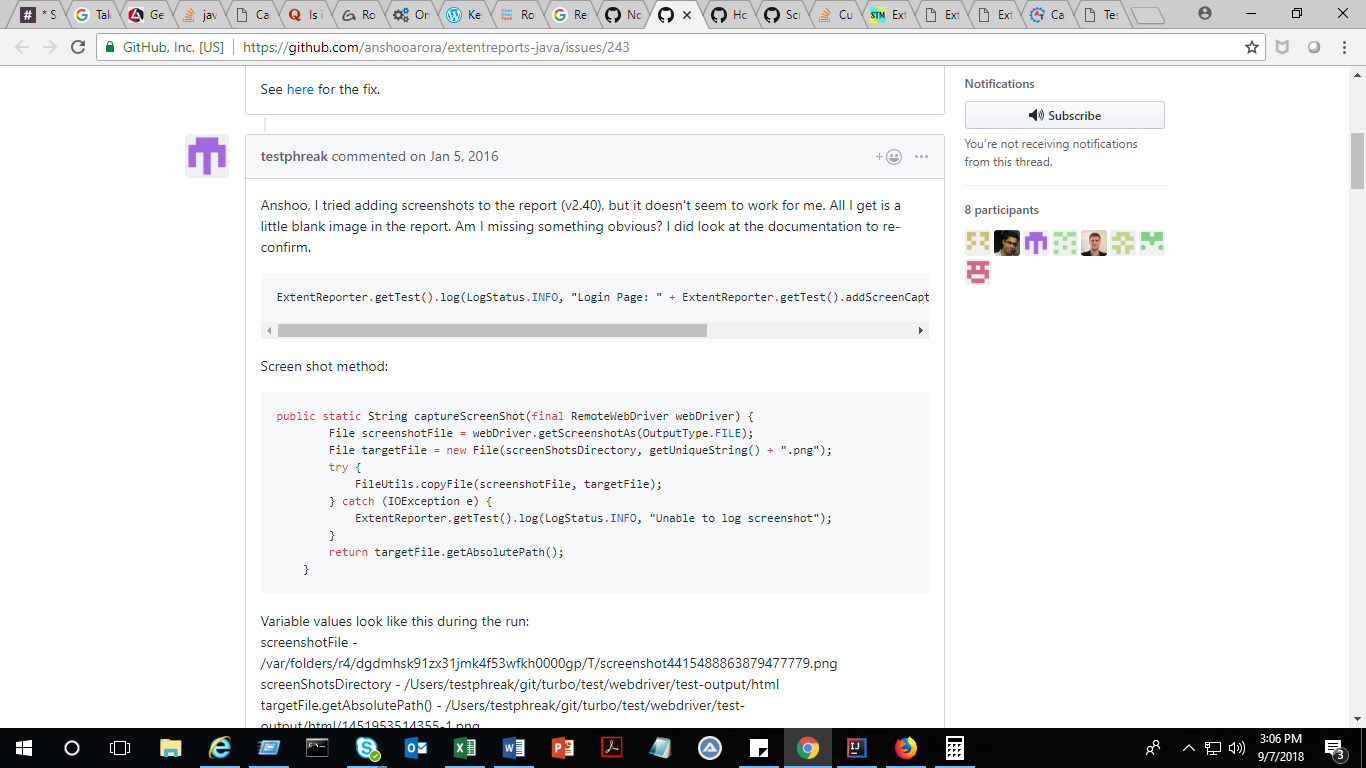 * S
Tak
Ge
jav
Ca
Is i
Ro
On
Ke
Ro
Re
No
Ho
Scr
Cu
STM Ext
Ext
Ext
Ca
Tes
GitHub, Inc. [US]
https://github.com/anshooarora/extentreports-java/issues/243
See here for the fix.
testphreak commented on Jan 5, 2016
Anshoo, I tried adding screenshots to the report (v2.40), but it doesn't seem to work for me. All I get is a
little blank image in the report. Am I missing something obvious? I did look at the documentation to re-
confirm.
ExtentReporter.getTest().log(LogStatus.INFO, "Login Page: " + ExtentReporter.getTest().addScreenCapt
Screen shot method:
public static String captureScreenShot(final RemoteWebDriver webDriver) {
File screenshotFile = webDriver.getScreenshotAs(OutputType.FILE);
File targetFile = new File(screenShotsDirectory, getUniqueString() + ".png");
try {
FileUtils.copyFile(screenshotFile, targetFile);
} catch (IOException e) {
ExtentReporter.getTest().log(LogStatus.INFO, "Unable to log screenshot");
}
return targetFile.getAbsolutePath();
}
Variable values look like this during the run:
screenshotFile -
/var/folders/r4/dgdmhsk91zx31jmk4f53wfkh0000gp/T/screenshot4415488863879477779.png
screenShotsDirectory - /Users/testphreak/git/turbo/test/webdriver/test-output/html
targetFile.getAbsolutePath() - /Users/testphreak/git/turbo/test/webdriver/test-
output/html/1451953514355-1.png
Notifications
Subscribe
You're not receiving notifications
from this thread.
8 participants
3:06 PM
9/7/2018
3